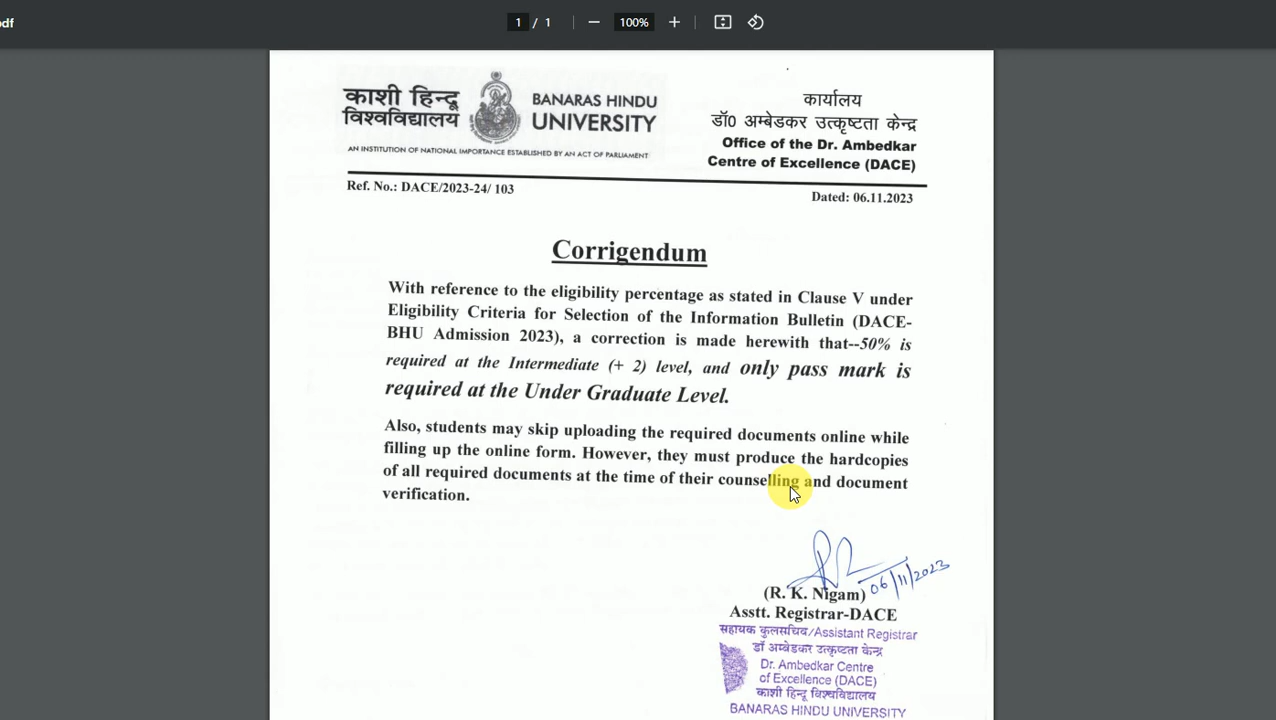 df
1 / 1
100%
काशी हिन्दू
विश्वविद्यालय
BANARAS HINDU
UNIVERSITY
AN INSTITUTION OF NATIONAL IMPORTANCE ESTABLISHED BY AN ACT OF PARLIAMENT
कार्यालय
डॉ0 अम्बेडकर उत्कृष्टता केन्द्र
Office of the Dr. Ambedkar
Centre of Excellence (DACE)
Ref. No.: DACE/2023-24/ 103
Dated: 06.11.2023
Corrigendum
With reference to the eligibility percentage as stated in Clause V under
Eligibility Criteria for Selection of the Information Bulletin (DACE-
BHU Admission 2023), a correction is made herewith that--50% is
required at the Intermediate (+ 2) level, and only pass mark is
required at the Under Graduate Level.
Also, students may skip uploading the required documents online while
filling up the online form. However, they must produce the hardcopies
of all required documents at the time of their counselling and document
verification.
06/11/2023
(R. K. Nigam)
Asstt. Registrar-DACE
सहायक कुलसचिव/Assistant Registrar
डॉ अम्बेडकर उत्कृष्टता केन्द्र
Dr. Ambedkar Centre
of Excellence (DACE)
काशी हिन्दू विश्वविद्यालय
BANARAS HINDU UNIVERSITY